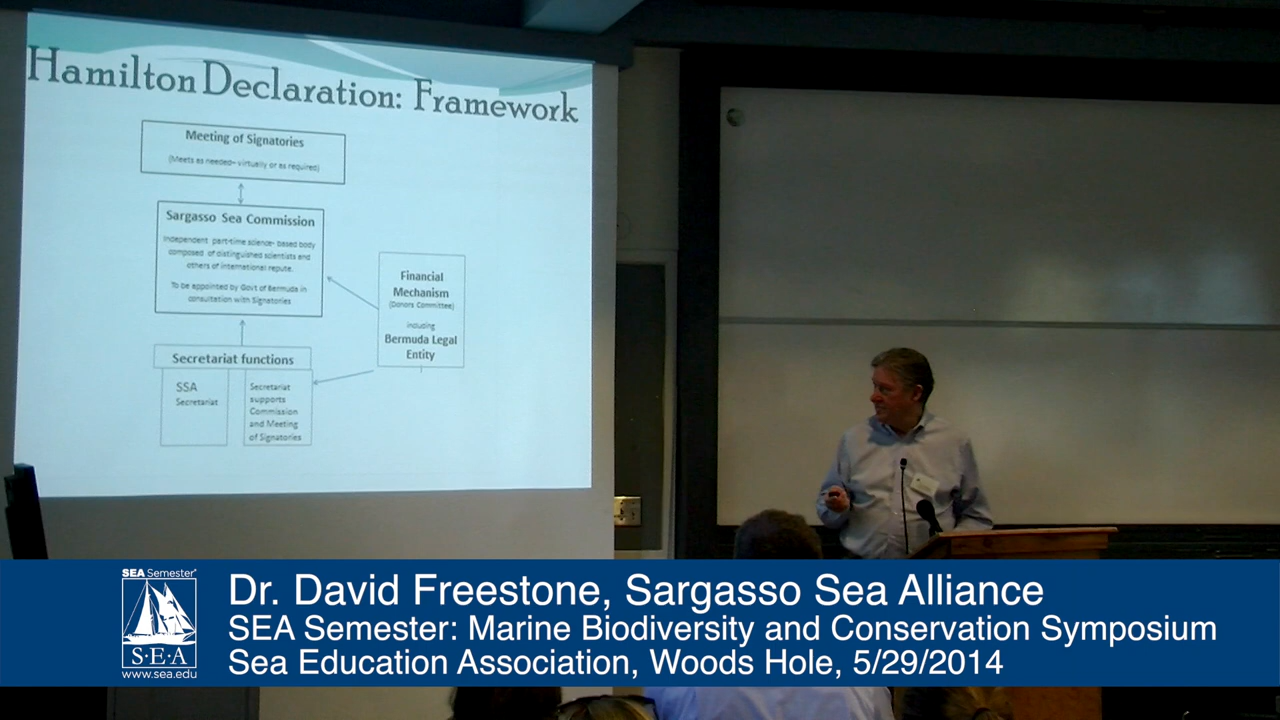 Hamilton Declaration: Framework
Meeting of Signatories
(Meets as needed- virtually or as required)
Sargasso Sea Commission
Independent part-time science- based body
composed of distinguished scientists and
others of international repute.
To be appointed by Govt of Bermuda in
consultation with Signatories
Financial
Mechanism
(Donors Committee)
including
Bermuda Legal
Entity
Secretariat functions
SSA
Secretariat
Secretariat
supports
Commission
and Meeting
of Signatories
SEA Semester®
S·E·A
www.sea.edu
Dr. David Freestone, Sargasso Sea Alliance
SEA Semester: Marine Biodiversity and Conservation Symposium
Sea Education Association, Woods Hole, 5/29/2014